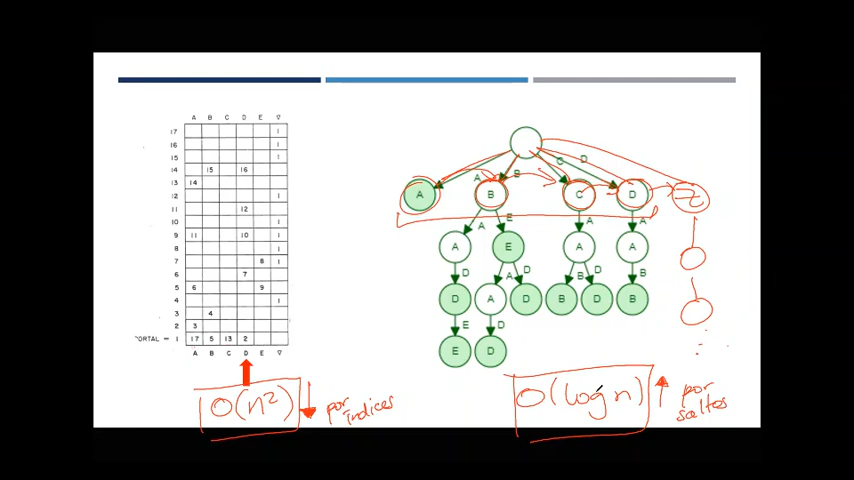 A B C D E ∇
17 1
16 1
15 1
14 15 16
13 14
12 1
11 12
10 1
9 11 10 1
8 1
7 8 1
6 7
5 6 9
4 1
3 4
2 3
PORTAL = 1 17 5 13 2
A B C D E ∇
A B C D
A B C D Z
A E A A
A E A A
D A D B D B
D A D B D B
E D
E D
O(n²) por índices
O(log n) por saltos